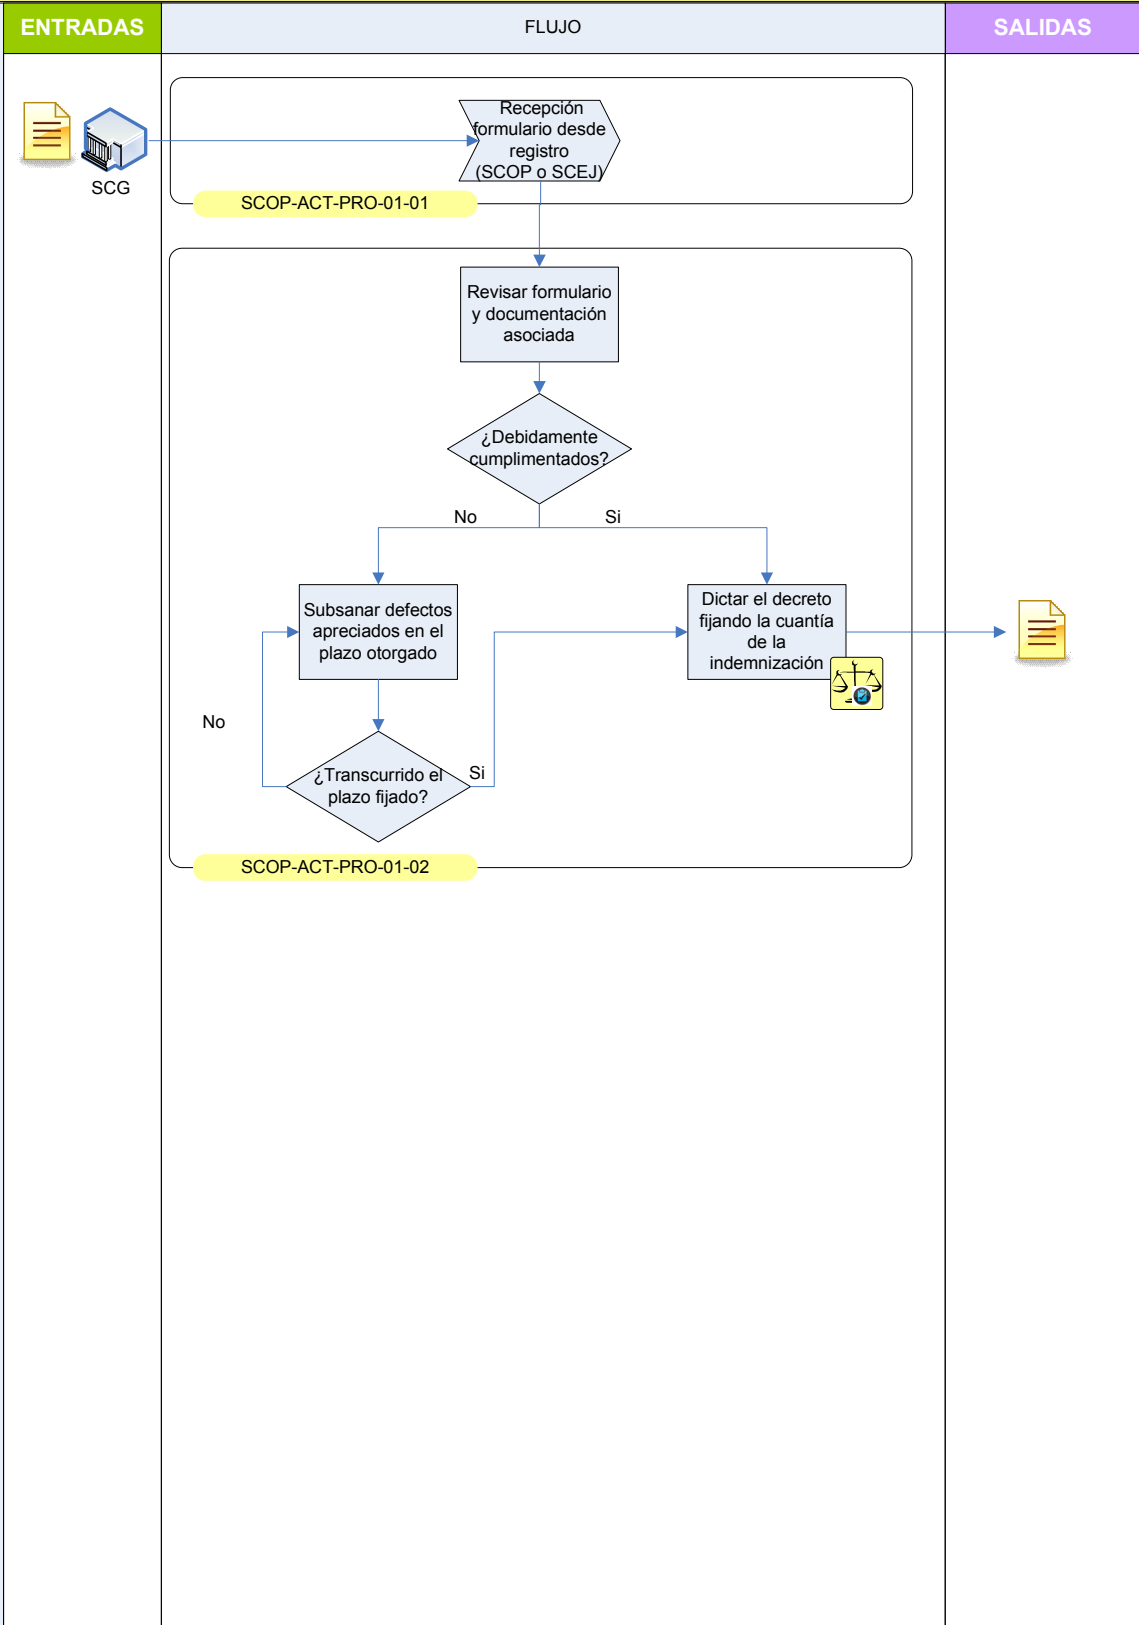 ENTRADAS
FLUJO
SALIDAS
Recepción
formulario desde
registro
(SCOP o SCEJ)
SCG
SCOP-ACT-PRO-01-01
Revisar formulario
y documentación
asociada
¿Debidamente
cumplimentados?
No
Si
Subsanar defectos
apreciados en el
plazo otorgado
Dictar el decreto
fijando la cuantía
de la
indemnización
No
¿Transcurrido el
plazo fijado?
Si
SCOP-ACT-PRO-01-02